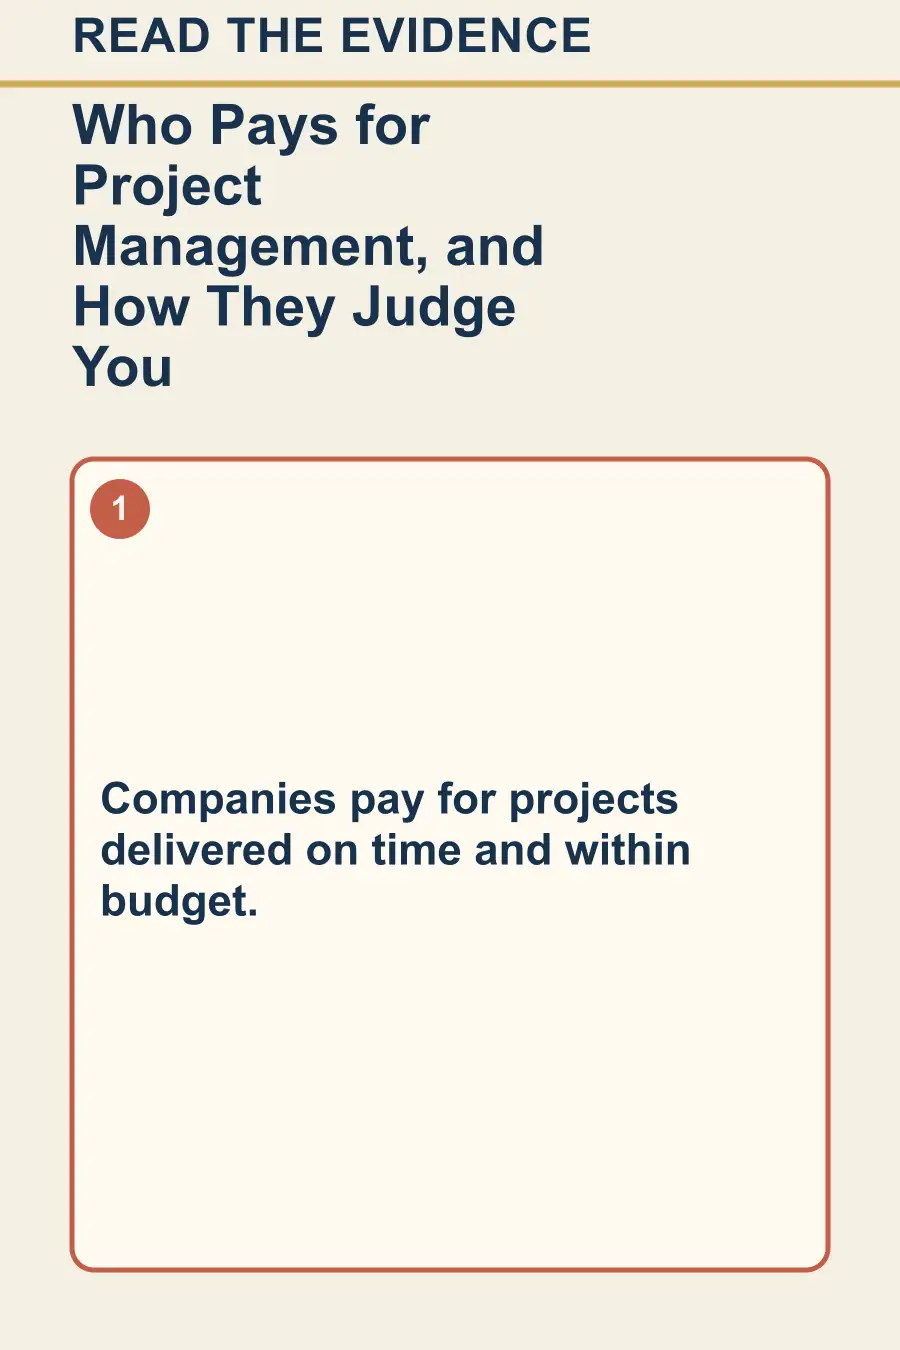 READ THE EVIDENCE
Who Pays for
Project
Management, and
How They Judge
You
1
Companies pay for projects
delivered on time and within
budget.